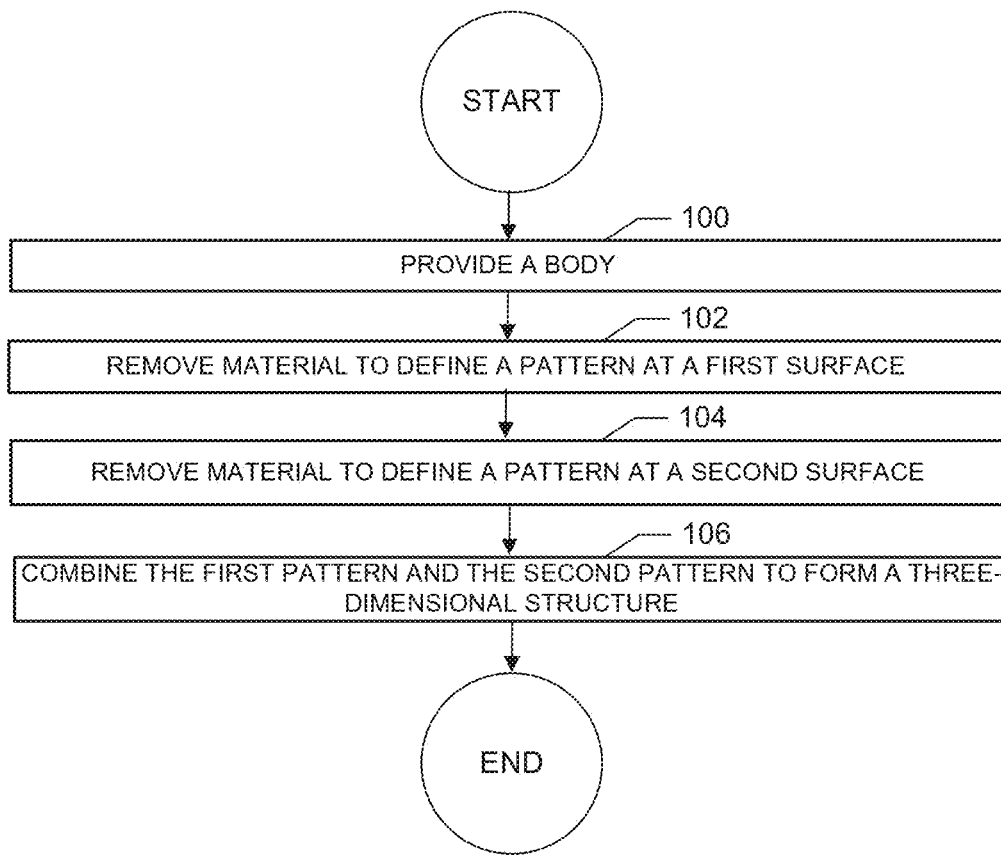 START
100
PROVIDE A BODY
102
REMOVE MATERIAL TO DEFINE A PATTERN AT A FIRST SURFACE
104
REMOVE MATERIAL TO DEFINE A PATTERN AT A SECOND SURFACE
106
COMBINE THE FIRST PATTERN AND THE SECOND PATTERN TO FORM A THREE-
DIMENSIONAL STRUCTURE
END